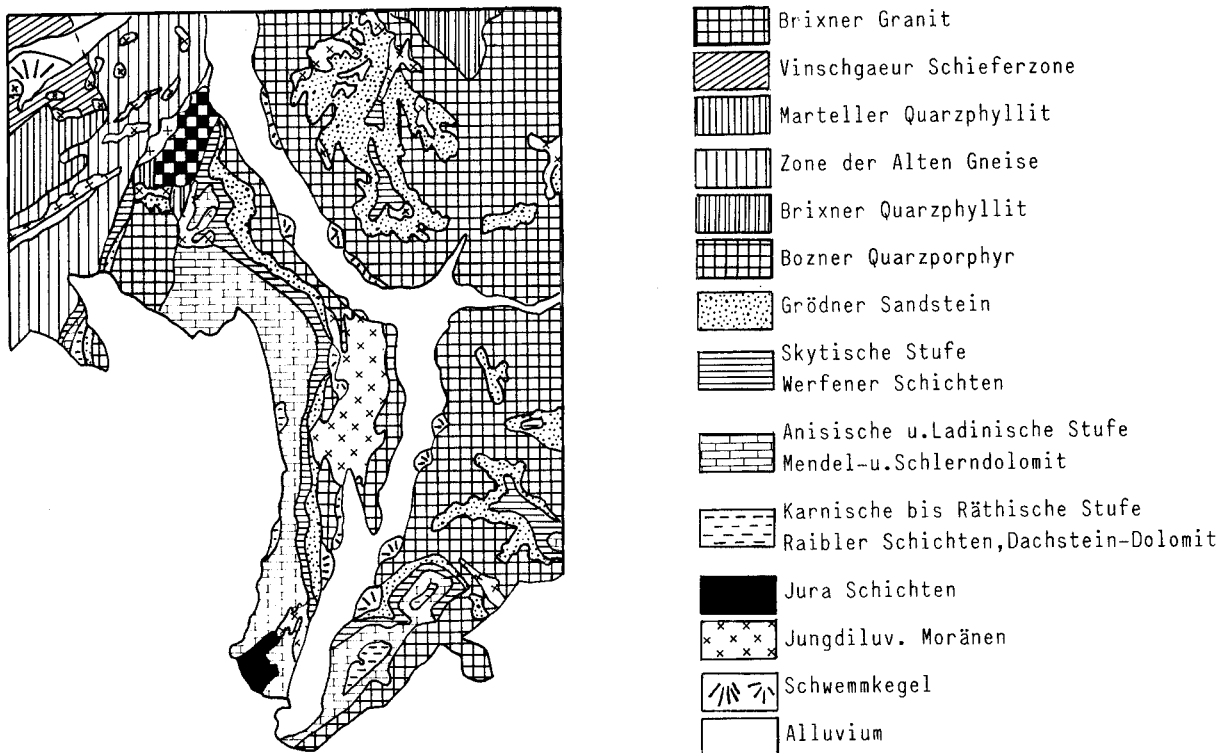 Brixner Granit
Vinschgaeur Schieferzone
Marteller Quarzphyllit
Zone der Alten Gneise
Brixner Quarzphyllit
Bozner Quarzporphyr
Grödner Sandstein
Skytische Stufe
Werfener Schichten
Anisische u.Ladinische Stufe
Mendel-u.Schlerndolomit
Karnische bis Räthische Stufe
Raibler Schichten,Dachstein-Dolomit
Jura Schichten
Jungdiluv. Moränen
Schwemmkegel
Alluvium